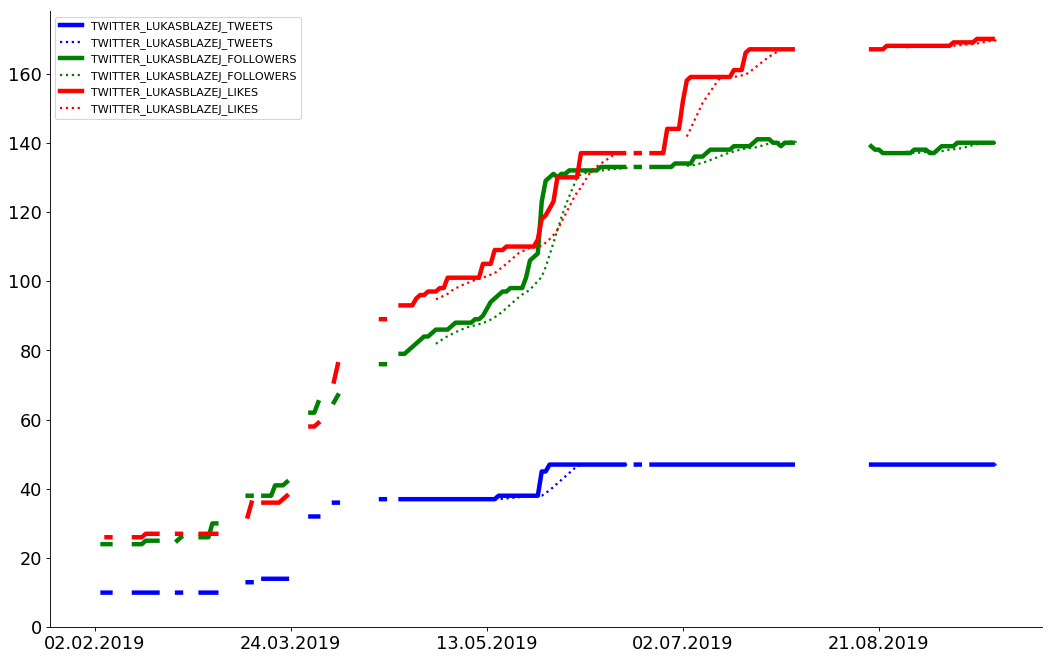 TWITTER_LUKASBLAZEJ_TWEETS
TWITTER_LUKASBLAZEJ_TWEETS
TWITTER_LUKASBLAZEJ_FOLLOWERS
TWITTER_LUKASBLAZEJ_FOLLOWERS
TWITTER_LUKASBLAZEJ_LIKES
TWITTER_LUKASBLAZEJ_LIKES
160
140
120
100
80
60
40
20
0
02.02.2019 24.03.2019 13.05.2019 02.07.2019 21.08.2019